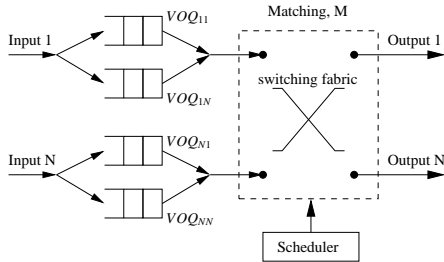 Matching, M
Input 1
VOQ11
VOQ1N
Output 1
switching fabric
Input N
VOQN1
VOQNN
Output N
Scheduler